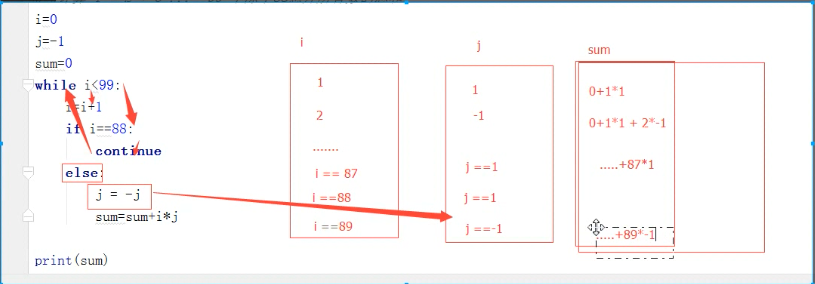 i=0
j=-1
sum=0
while i<99:
i=i+1
if i==88:
continue
else:
j = -j
sum=sum+i*j
print(sum)
i
1
2
.......
i == 87
i ==88
i ==89
j
1
-1
j ==1
j ==1
j ==-1
sum
0+1*1
0+1*1 + 2*-1
.....+87*1
.....+89*-1